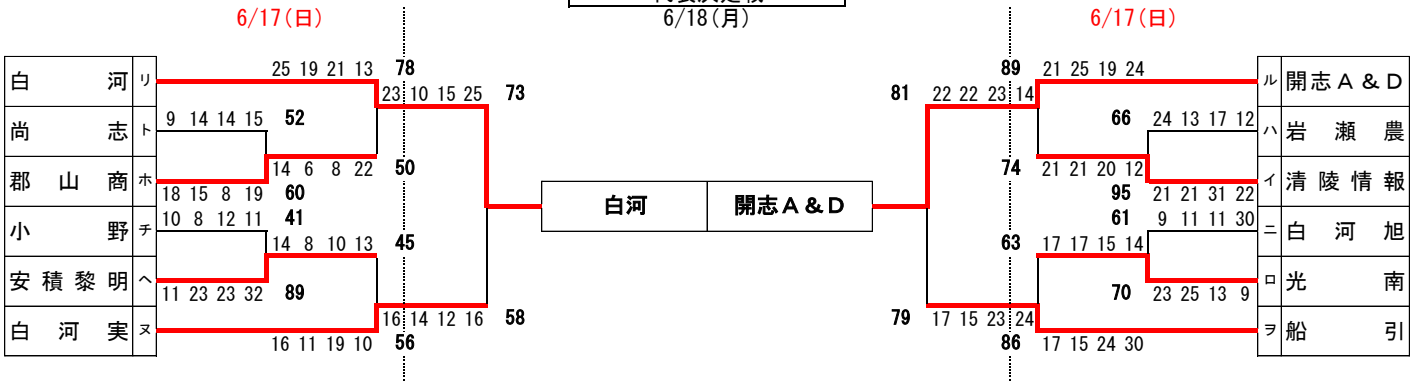 6/17(日)
6/18(月)
6/17(日)
白河 リ 25 19 21 13 78
23 10 15 25 73
尚志 ト 9 14 14 15 52
14 6 8 22 50
郡山商 ホ 18 15 8 19 60
小野 チ 10 8 12 11 41
14 8 10 13 45
安積黎明 ヘ 11 23 23 32 89
16 14 12 16 58
白河実 ヌ 16 11 19 10 56
白河 開志A&D
89 21 25 19 24 ル 開志A&D
81 22 22 23 14
66 24 13 17 12 ハ 岩瀬農
74 21 21 20 12
95 21 21 31 22 イ 清陵情報
61 9 11 11 30 ニ 白河旭
63 17 17 15 14
70 23 25 13 9 ロ 光南
79 17 15 23 24
86 17 15 24 30 ヲ 船引